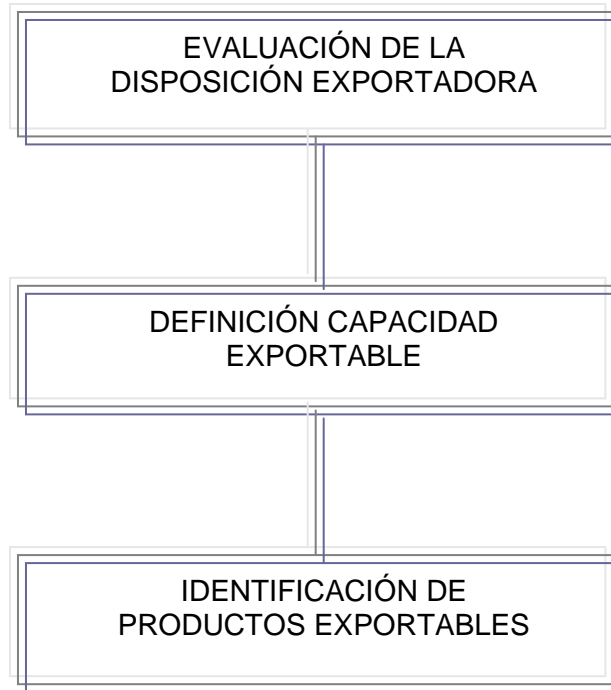 EVALUACIÓN DE LA
DISPOSICIÓN EXPORTADORA
DEFINICIÓN CAPACIDAD
EXPORTABLE
IDENTIFICACIÓN DE
PRODUCTOS EXPORTABLES